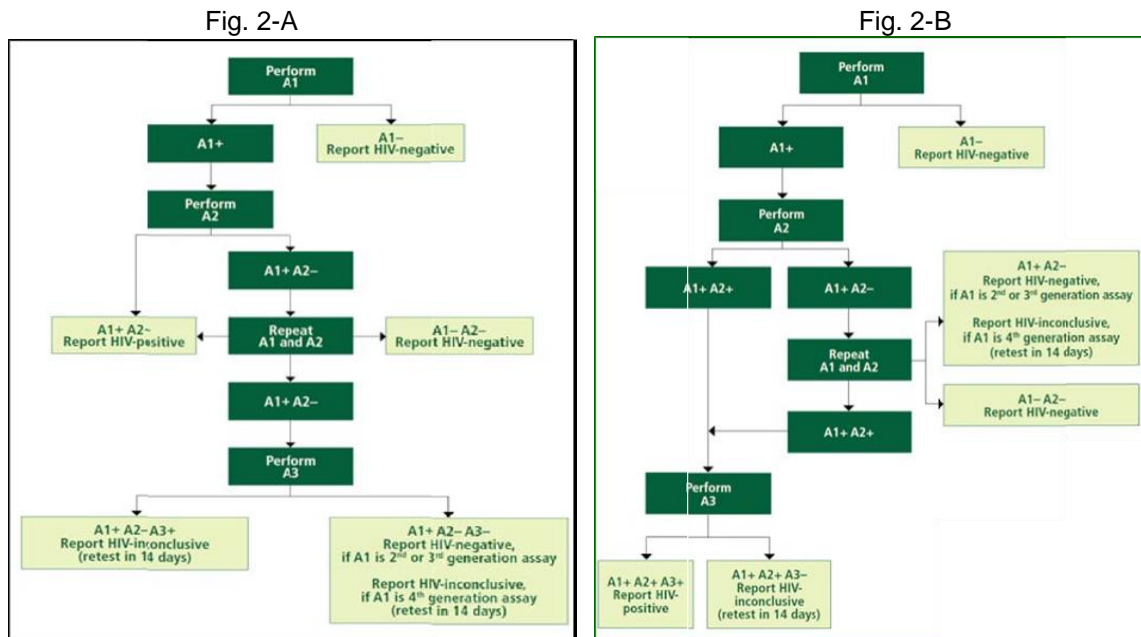 Fig. 2-A
Perform
A1
A1+
A1–
Report HIV-negative
Perform
A2
A1+ A2–
A1+ A2~
Report HIV-positive
Repeat
A1 and A2
A1– A2–
Report HIV-negative
A1+ A2–
Perform
A3
A1+ A2– A3+
Report HIV-inconclusive
(retest in 14 days)
A1+ A2– A3–
Report HIV-negative,
if A1 is 2nd or 3rd generation assay
Report HIV-inconclusive,
if A1 is 4th generation assay
(retest in 14 days)
Fig. 2-B
Perform
A1
A1+
A1–
Report HIV-negative
Perform
A2
A1+ A2+
A1+ A2–
A1+ A2–
Report HIV-negative,
if A1 is 2nd or 3rd generation assay
Report HIV-inconclusive,
if A1 is 4th generation assay
(retest in 14 days)
Repeat
A1 and A2
A1– A2–
Report HIV-negative
A1+ A2+
Perform
A3
A1+ A2+ A3+
Report HIV-
positive
A1+ A2+ A3–
Report HIV-
inconclusive
(retest in 14 days)